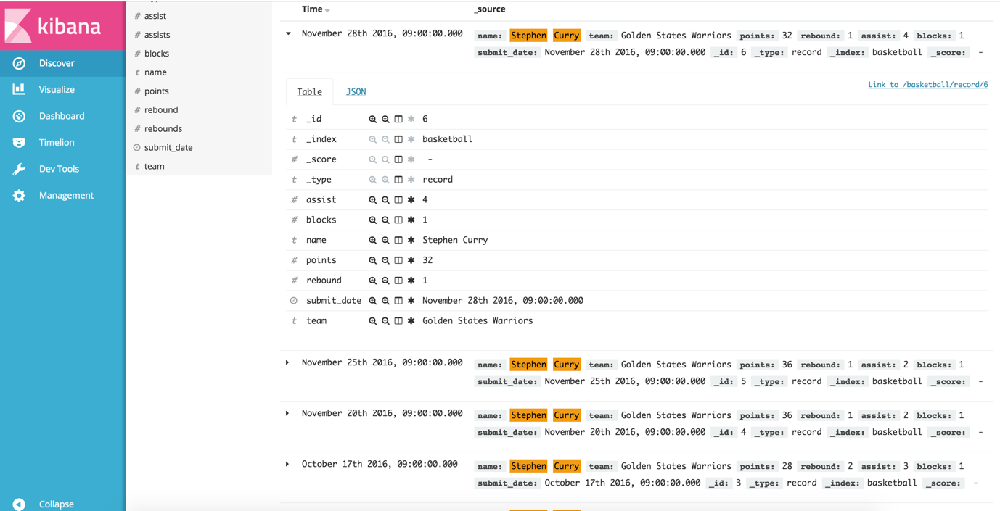 kibana
Discover
Visualize
Dashboard
Timelion
Dev Tools
Management
Collapse
# assist
# assists
# blocks
t name
# points
# rebound
# rebounds
submit_date
t team
Time _source
November 28th 2016, 09:00:00.000 name: Stephen Curry team: Golden States Warriors points: 32 rebound: 1 assist: 4 blocks: 1
submit_date: November 28th 2016, 09:00:00.000 _id: 6 _type: record _index: basketball _score: -
Table JSON Link to /basketball/record/6
t _id 6
t _index basketball
# _score -
t _type record
# assist 4
# blocks 1
t name Stephen Curry
# points 32
# rebound 1
submit_date November 28th 2016, 09:00:00.000
t team Golden States Warriors
November 25th 2016, 09:00:00.000 name: Stephen Curry team: Golden States Warriors points: 36 rebound: 1 assist: 2 blocks: 1
submit_date: November 25th 2016, 09:00:00.000 _id: 5 _type: record _index: basketball _score: -
November 20th 2016, 09:00:00.000 name: Stephen Curry team: Golden States Warriors points: 36 rebound: 1 assist: 2 blocks: 1
submit_date: November 20th 2016, 09:00:00.000 _id: 4 _type: record _index: basketball _score: -
October 17th 2016, 09:00:00.000 name: Stephen Curry team: Golden States Warriors points: 28 rebound: 2 assist: 3 blocks: 1
submit_date: October 17th 2016, 09:00:00.000 _id: 3 _type: record _index: basketball _score: -